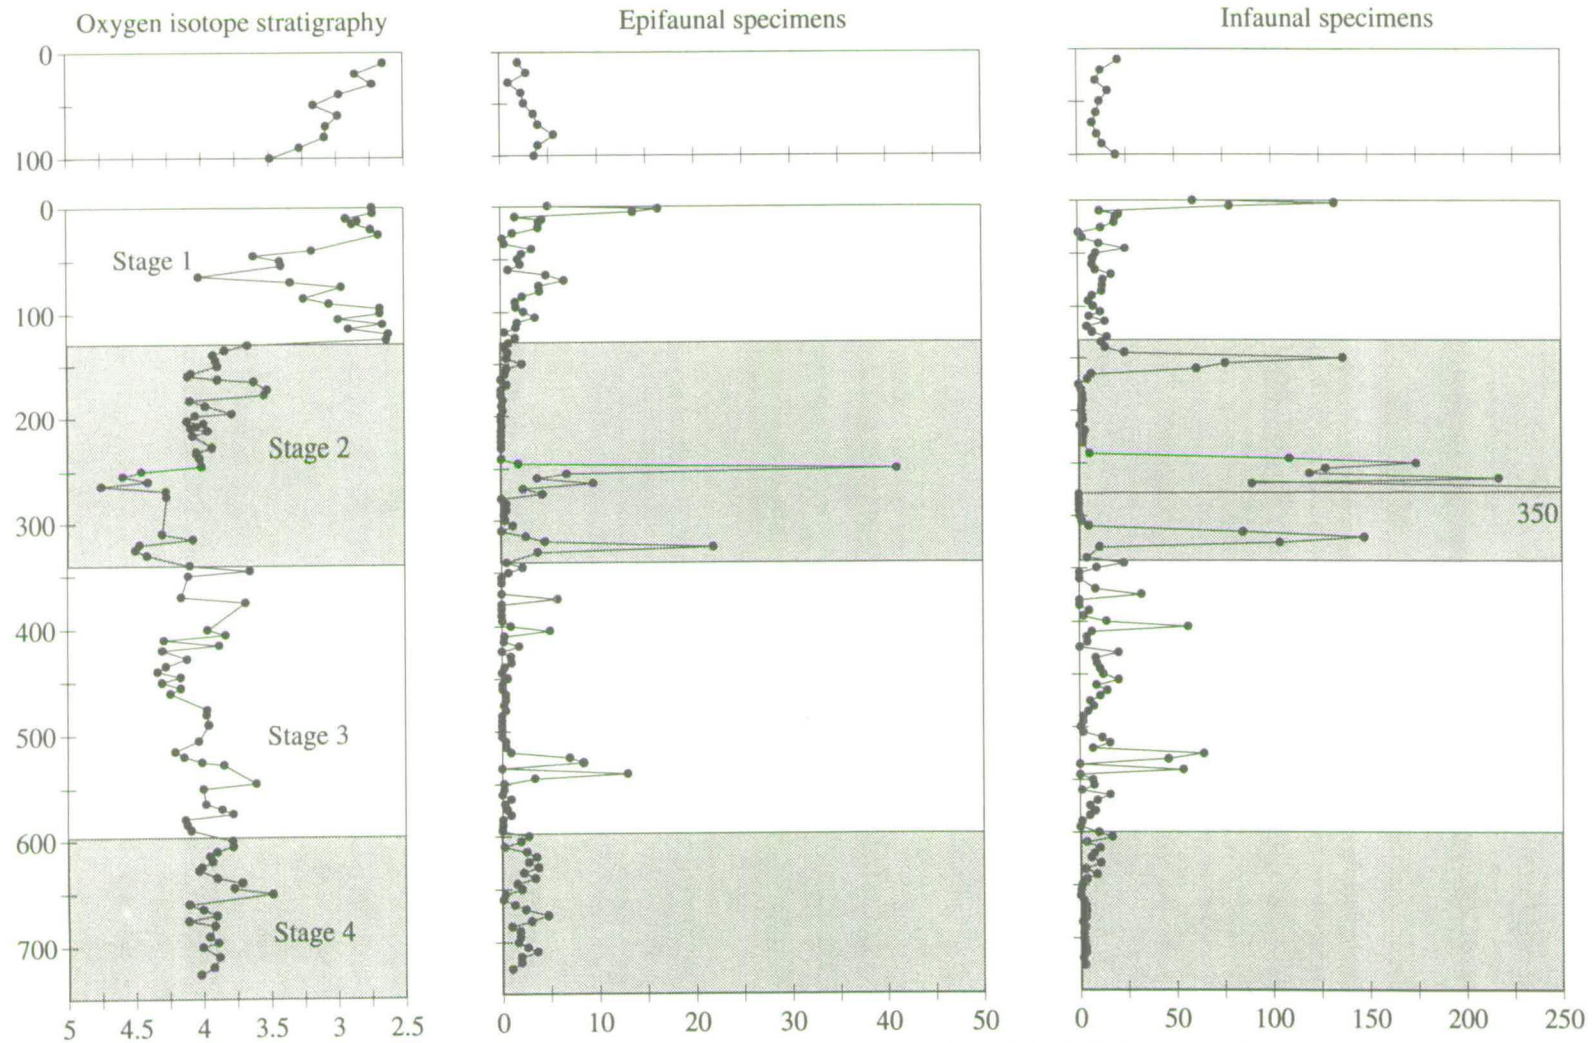 Oxygen isotope stratigraphy
Epifaunal specimens
Infaunal specimens
0
100
0
100
200
300
400
500
600
700
Stage 1
Stage 2
Stage 3
Stage 4
350
5 4.5 4 3.5 3 2.5
0 10 20 30 40 50
0 50 100 150 200 250